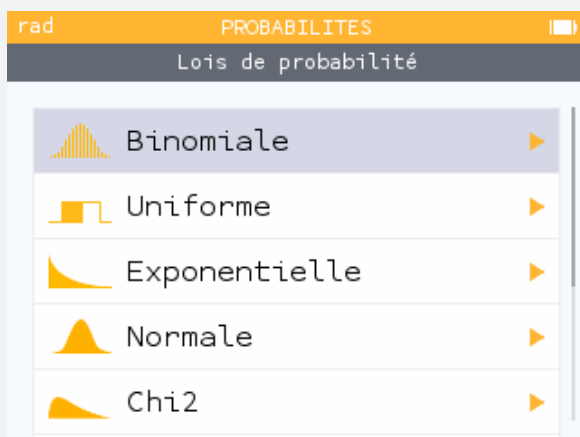 rad PROBABILITES
Lois de probabilité
Binomiale
Uniforme
Exponentielle
Normale
Chi2